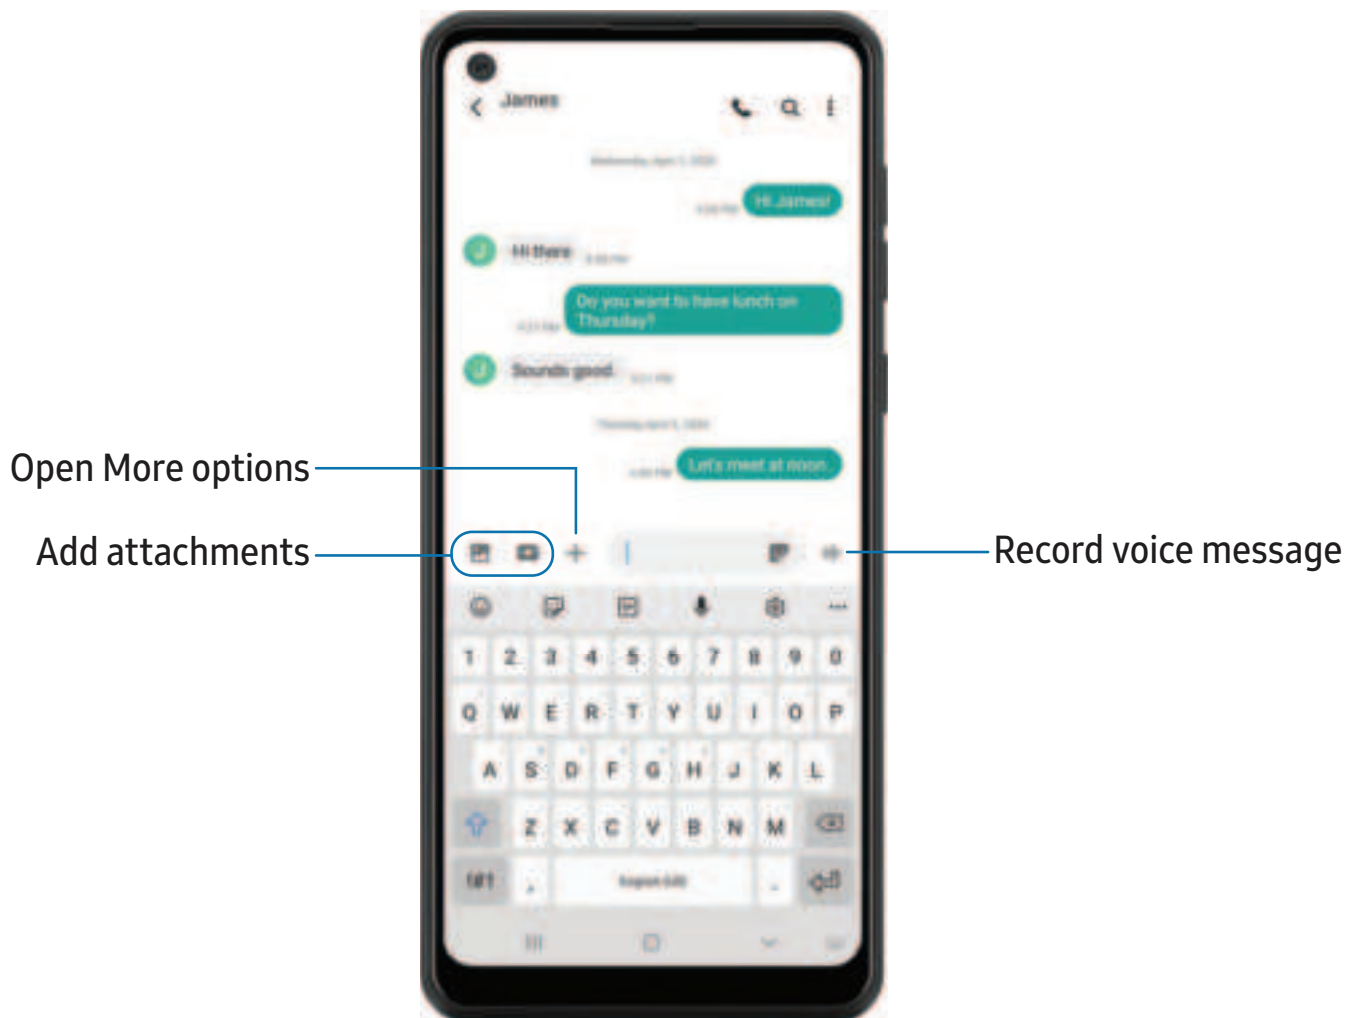 James
Hi James!
J
Hi there
Do you want to have lunch on
Thursday?
J
Sounds good.
Let's meet at noon.
Open More options
Add attachments
Record voice message
1 2 3 4 5 6 7 8 9 0
Q W E R T Y U I O P
A S D F G H J K L
Z X C V B N M
!#1 , English (US) .